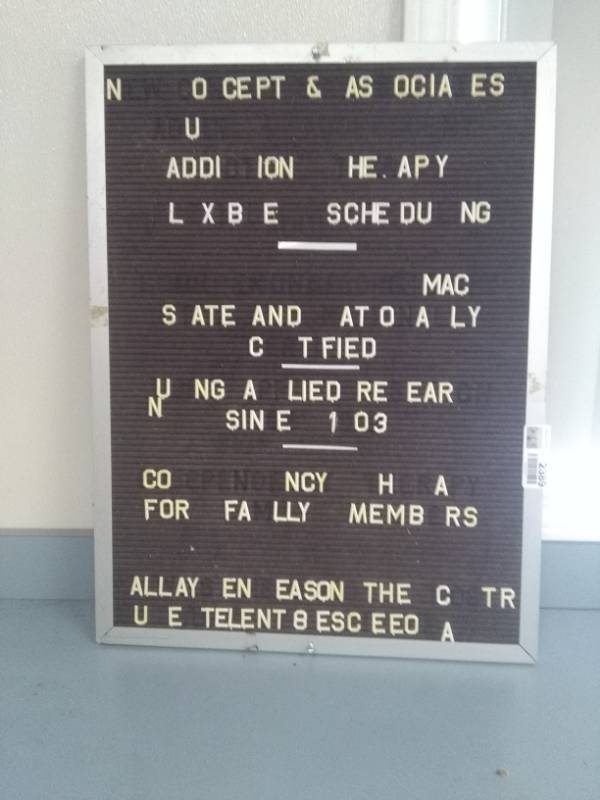 N O CEPT & AS OCIA ES
U
ADDI ION HE. APY
L XB E SCHE DU NG
MAC
S ATE AND AT O A LY
C T FIED
U NG A LIED RE EAR
N SIN E 1 03
CO NCY H A
FOR FA LLY MEMB RS
ALLAY EN EASON THE C TR
U E TELENT8 ESC EEO A
23669